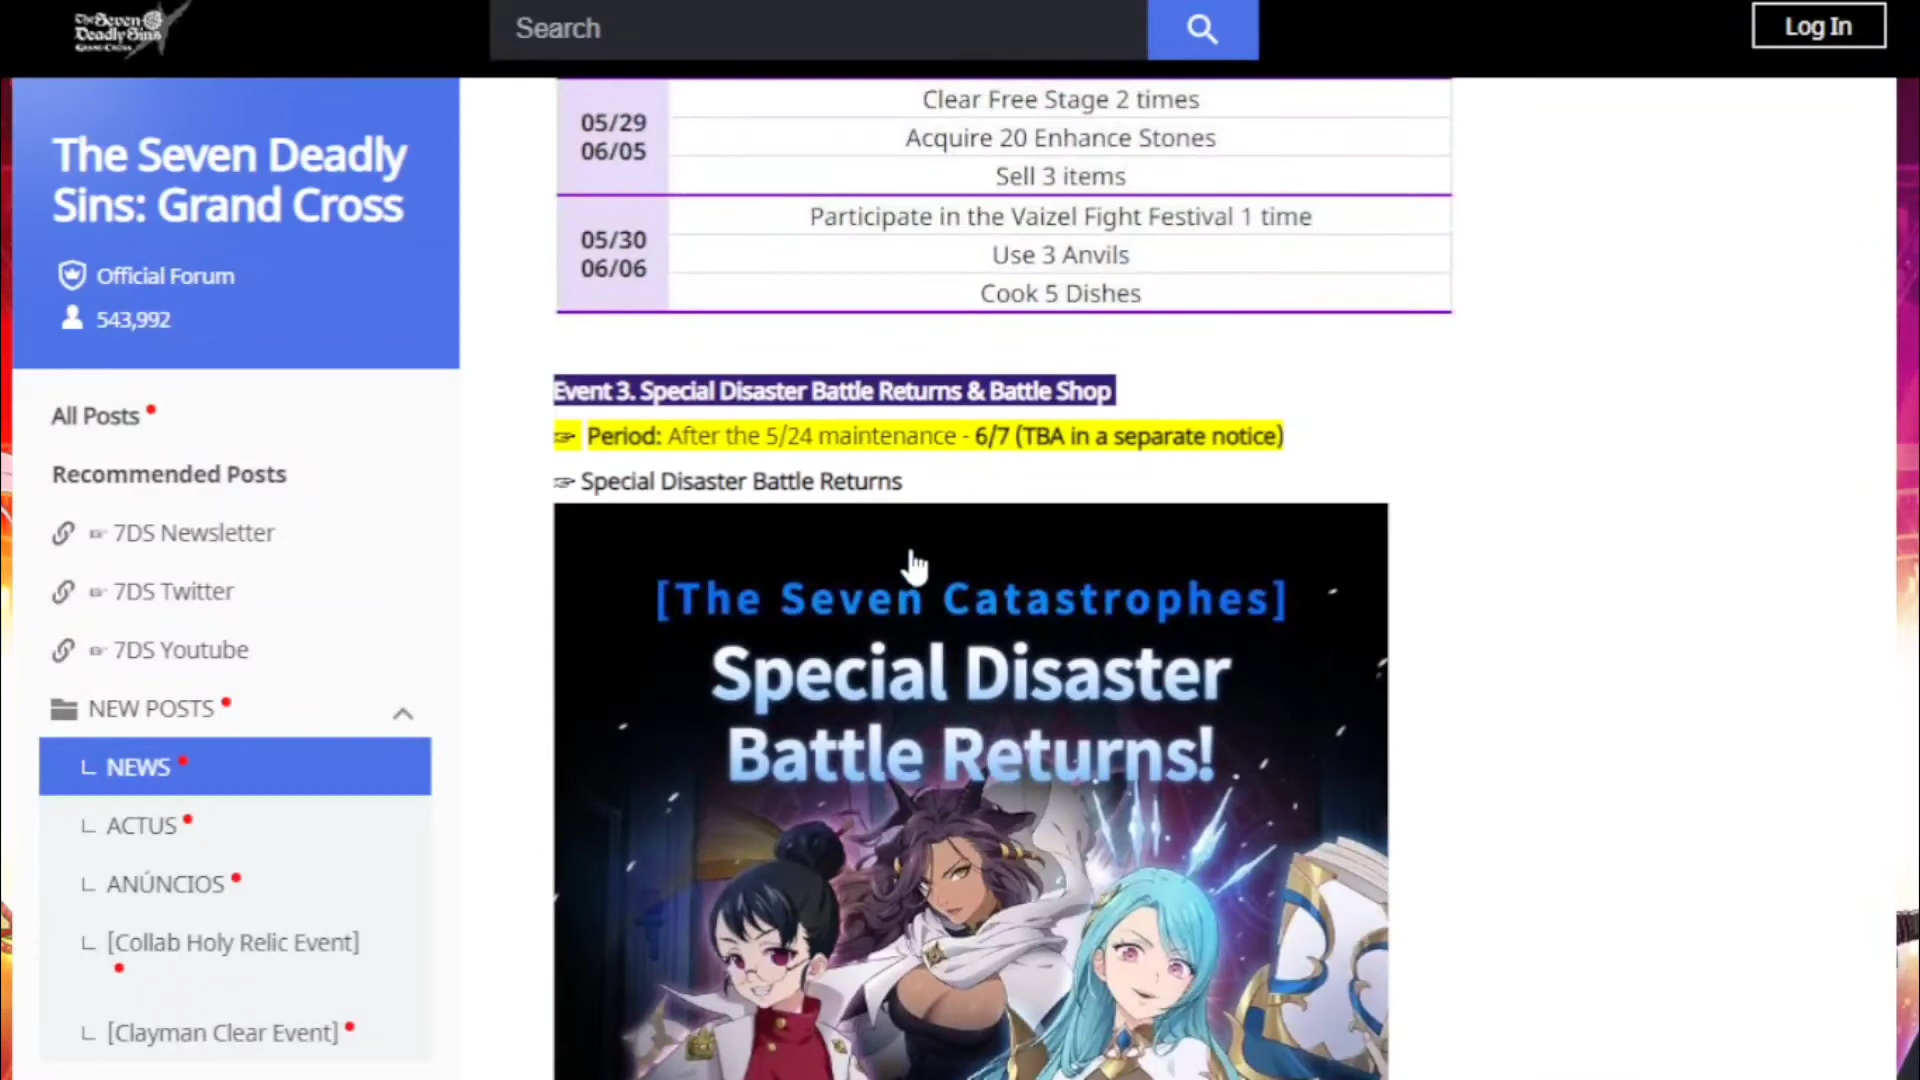 The Seven
Deadly Sins
GRAND CROSS
Search
Log In
The Seven Deadly
Sins: Grand Cross
Official Forum
543,992
All Posts
Recommended Posts
☞ 7DS Newsletter
☞ 7DS Twitter
☞ 7DS Youtube
NEW POSTS
ㄴ NEWS
ㄴ ACTUS
ㄴ ANÚNCIOS
ㄴ [Collab Holy Relic Event]
ㄴ [Clayman Clear Event]
05/29
06/05
Clear Free Stage 2 times
Acquire 20 Enhance Stones
Sell 3 items
05/30
06/06
Participate in the Vaizel Fight Festival 1 time
Use 3 Anvils
Cook 5 Dishes
Event 3. Special Disaster Battle Returns & Battle Shop
☞ Period: After the 5/24 maintenance - 6/7 (TBA in a separate notice)
☞ Special Disaster Battle Returns
[The Seven Catastrophes]
Special Disaster
Battle Returns!